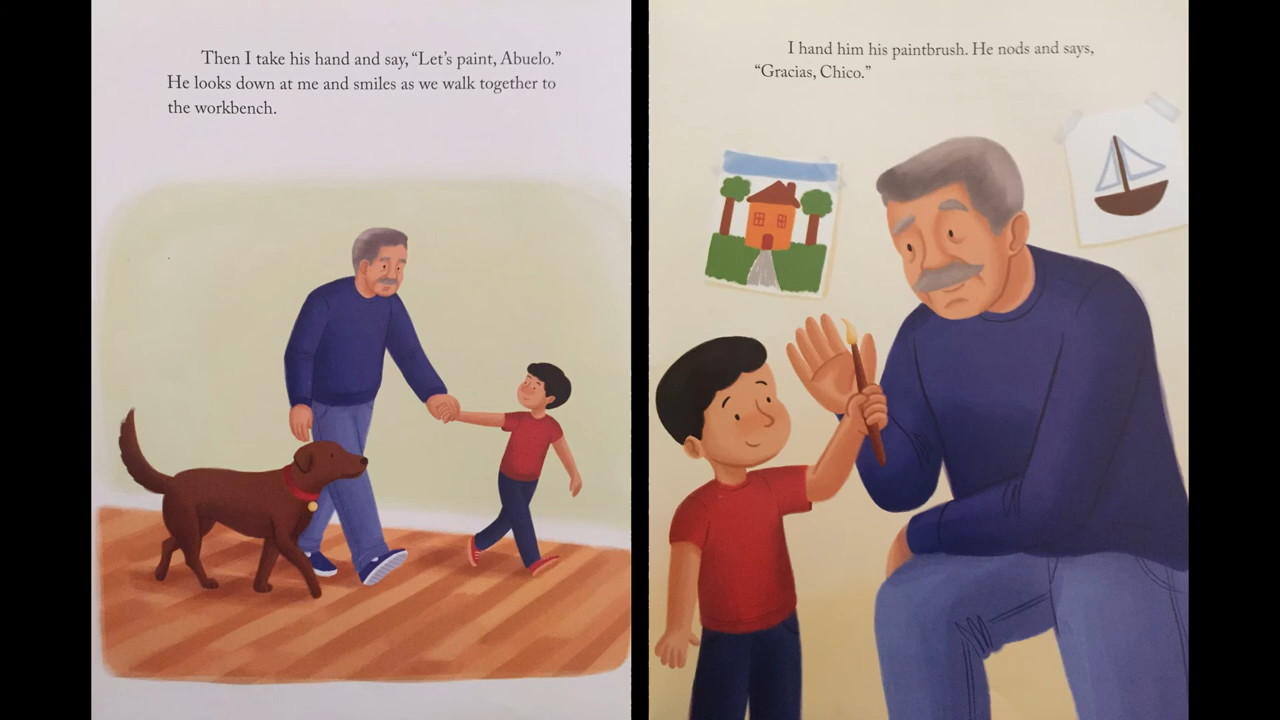 Then I take his hand and say, “Let’s paint, Abuelo.”
He looks down at me and smiles as we walk together to
the workbench.
I hand him his paintbrush. He nods and says,
“Gracias, Chico.”